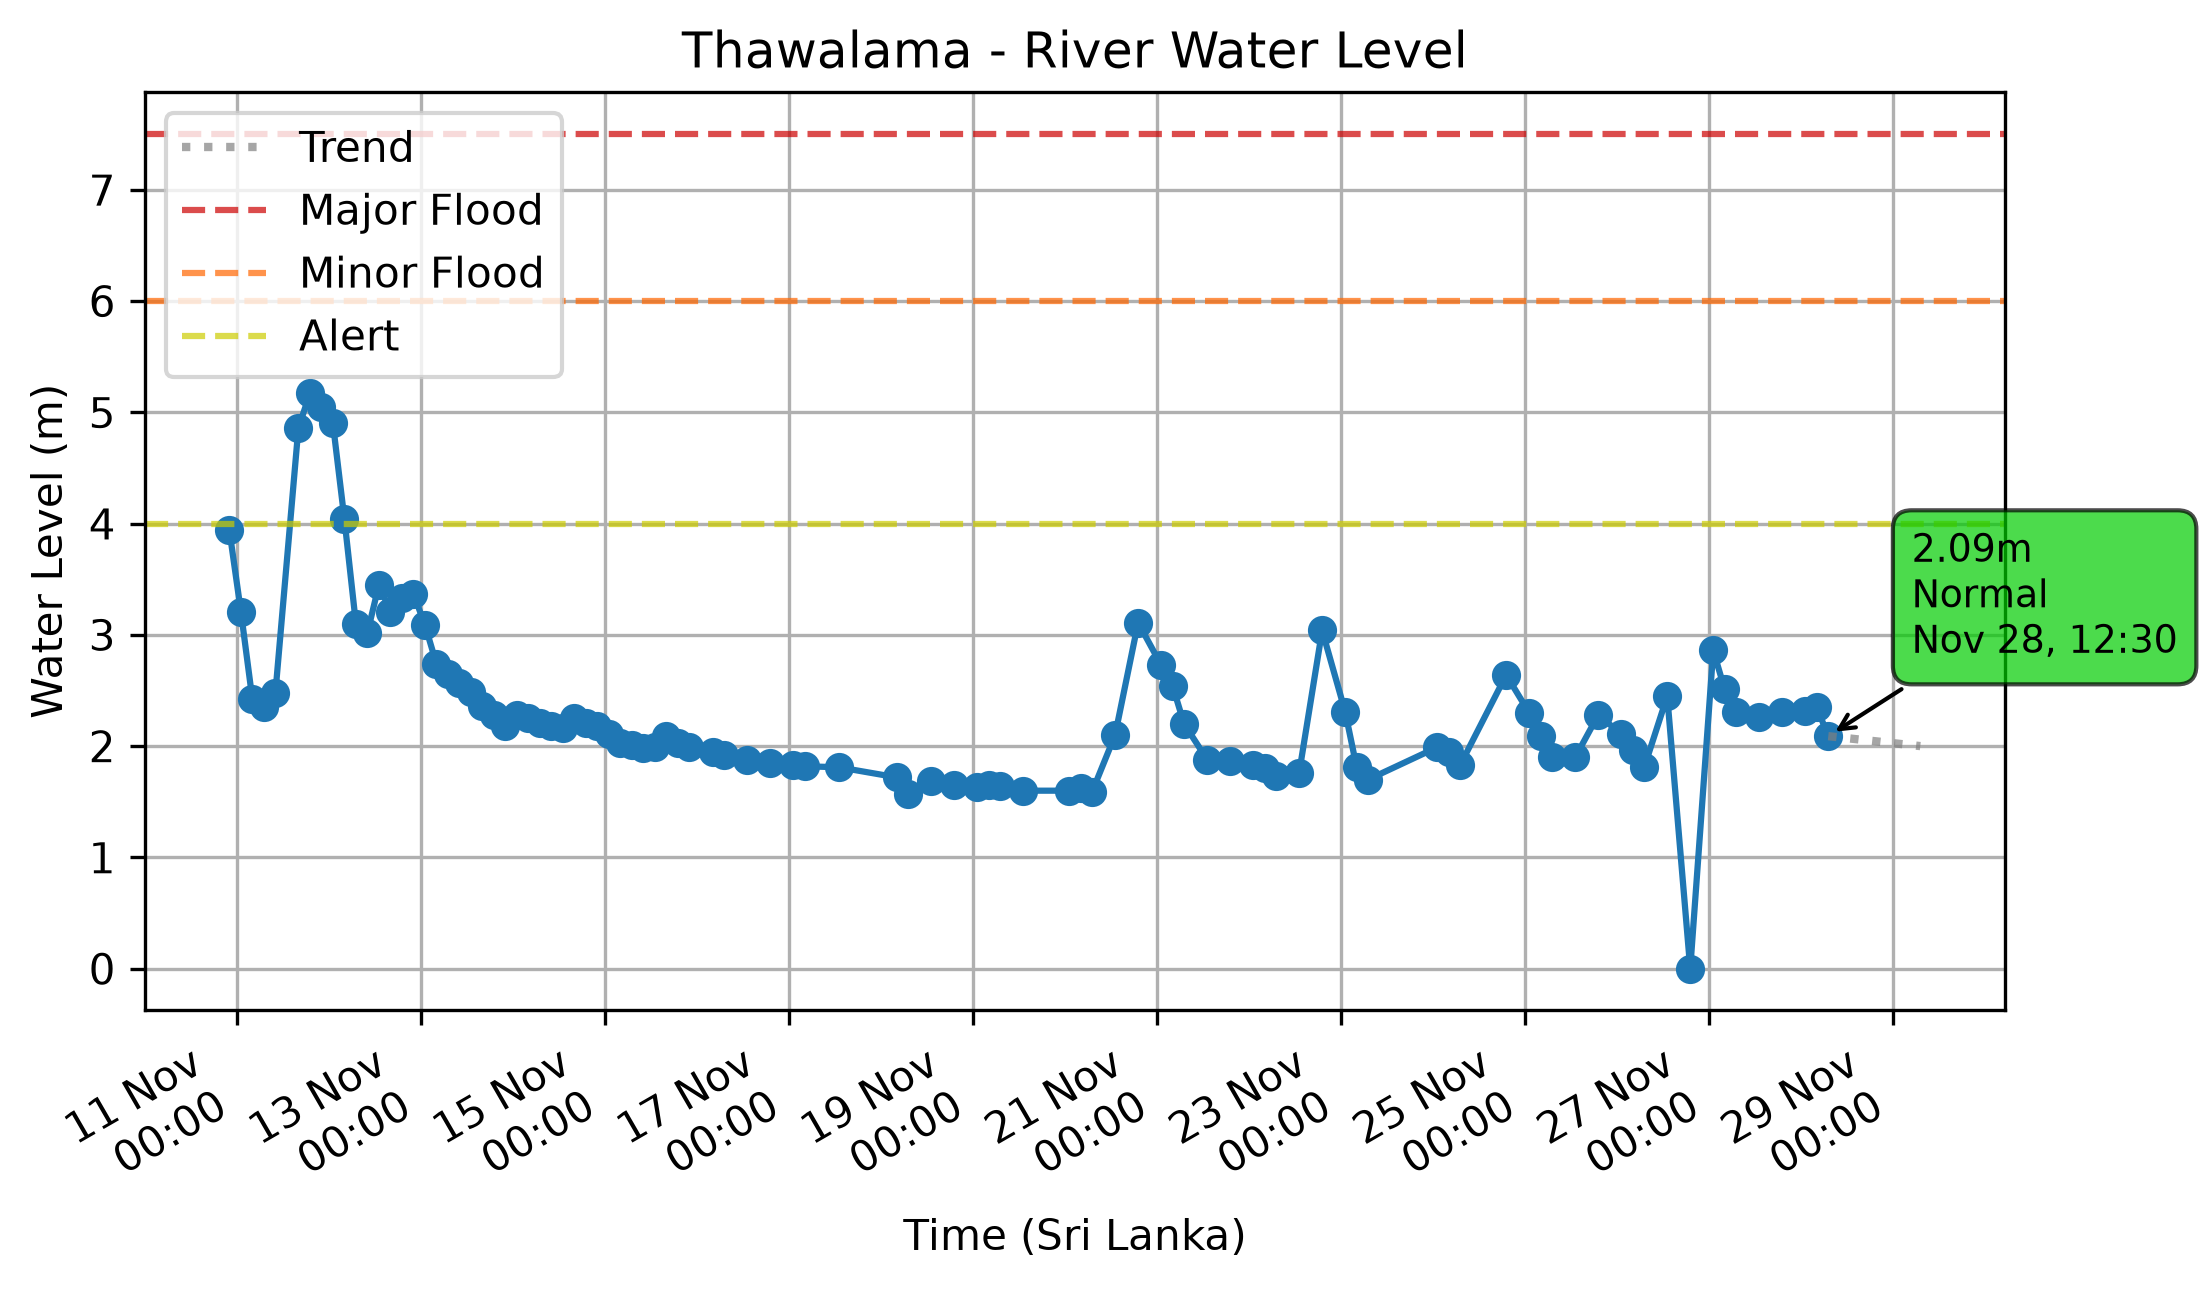 Thawalama - River Water Level
Trend
Major Flood
Minor Flood
Alert
Water Level (m)
7
6
5
4
3
2
1
0
2.09m
Normal
Nov 28, 12:30
11 Nov
00:00
13 Nov
00:00
15 Nov
00:00
17 Nov
00:00
19 Nov
00:00
21 Nov
00:00
23 Nov
00:00
25 Nov
00:00
27 Nov
00:00
29 Nov
00:00
Time (Sri Lanka)